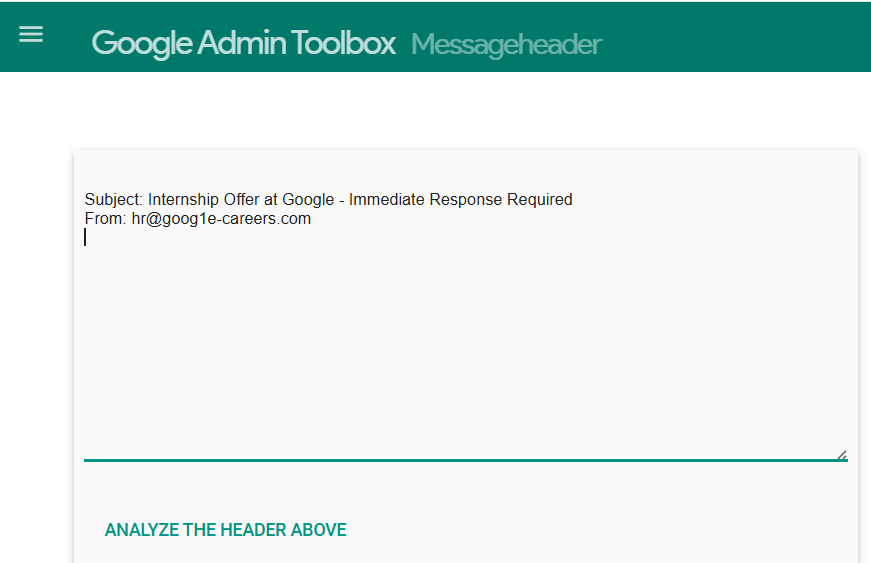 Google Admin Toolbox Messageheader
Subject: Internship Offer at Google - Immediate Response Required
From: hr@goog1e-careers.com
ANALYZE THE HEADER ABOVE